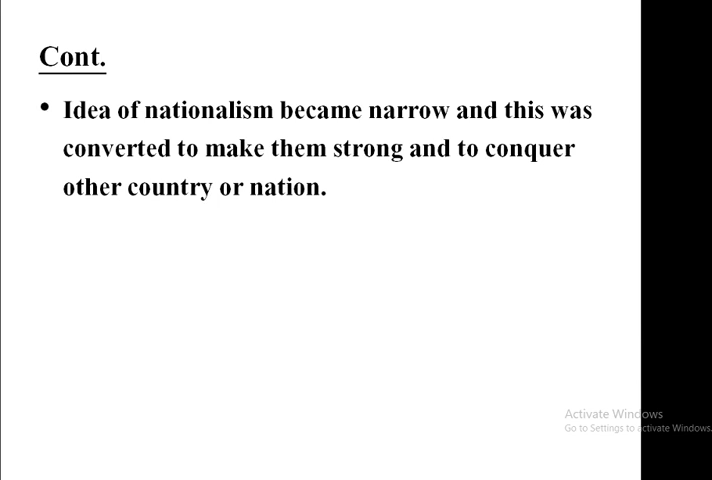 Cont.
• Idea of nationalism became narrow and this was
converted to make them strong and to conquer
other country or nation.
Activate Windows
Go to Settings to activate Windows.